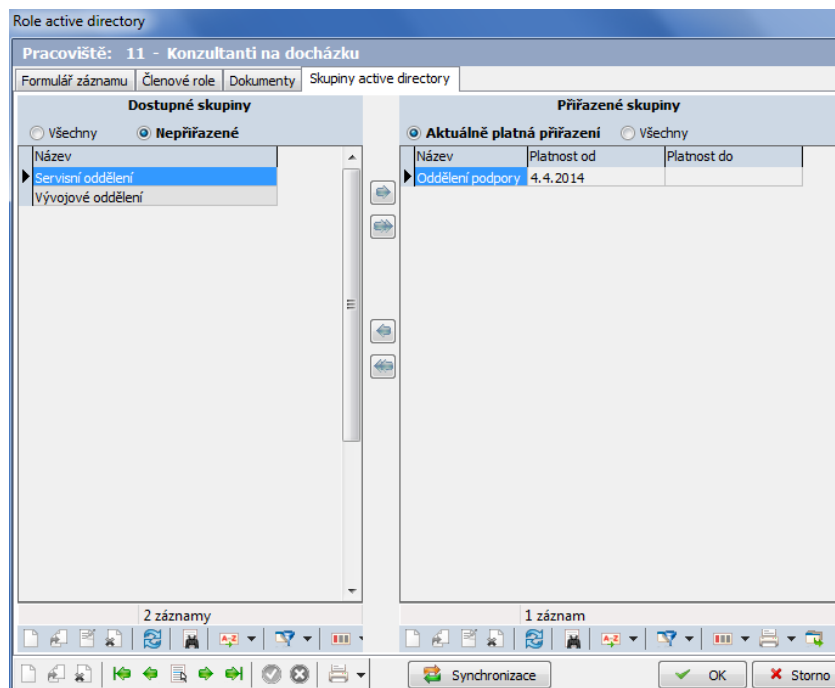 Role active directory
Pracoviště: 11 - Konzultanti na docházku
Formulář záznamu Členové role Dokumenty Skupiny active directory
Dostupné skupiny
Všechny Nepřiřazené
Název
Servisní oddělení
Vývojové oddělení
2 záznamy
Přiřazené skupiny
Aktuálně platná přiřazení Všechny
Název Platnost od Platnost do
Oddělení podpory 4.4.2014
1 záznam
Synchronizace OK Storno